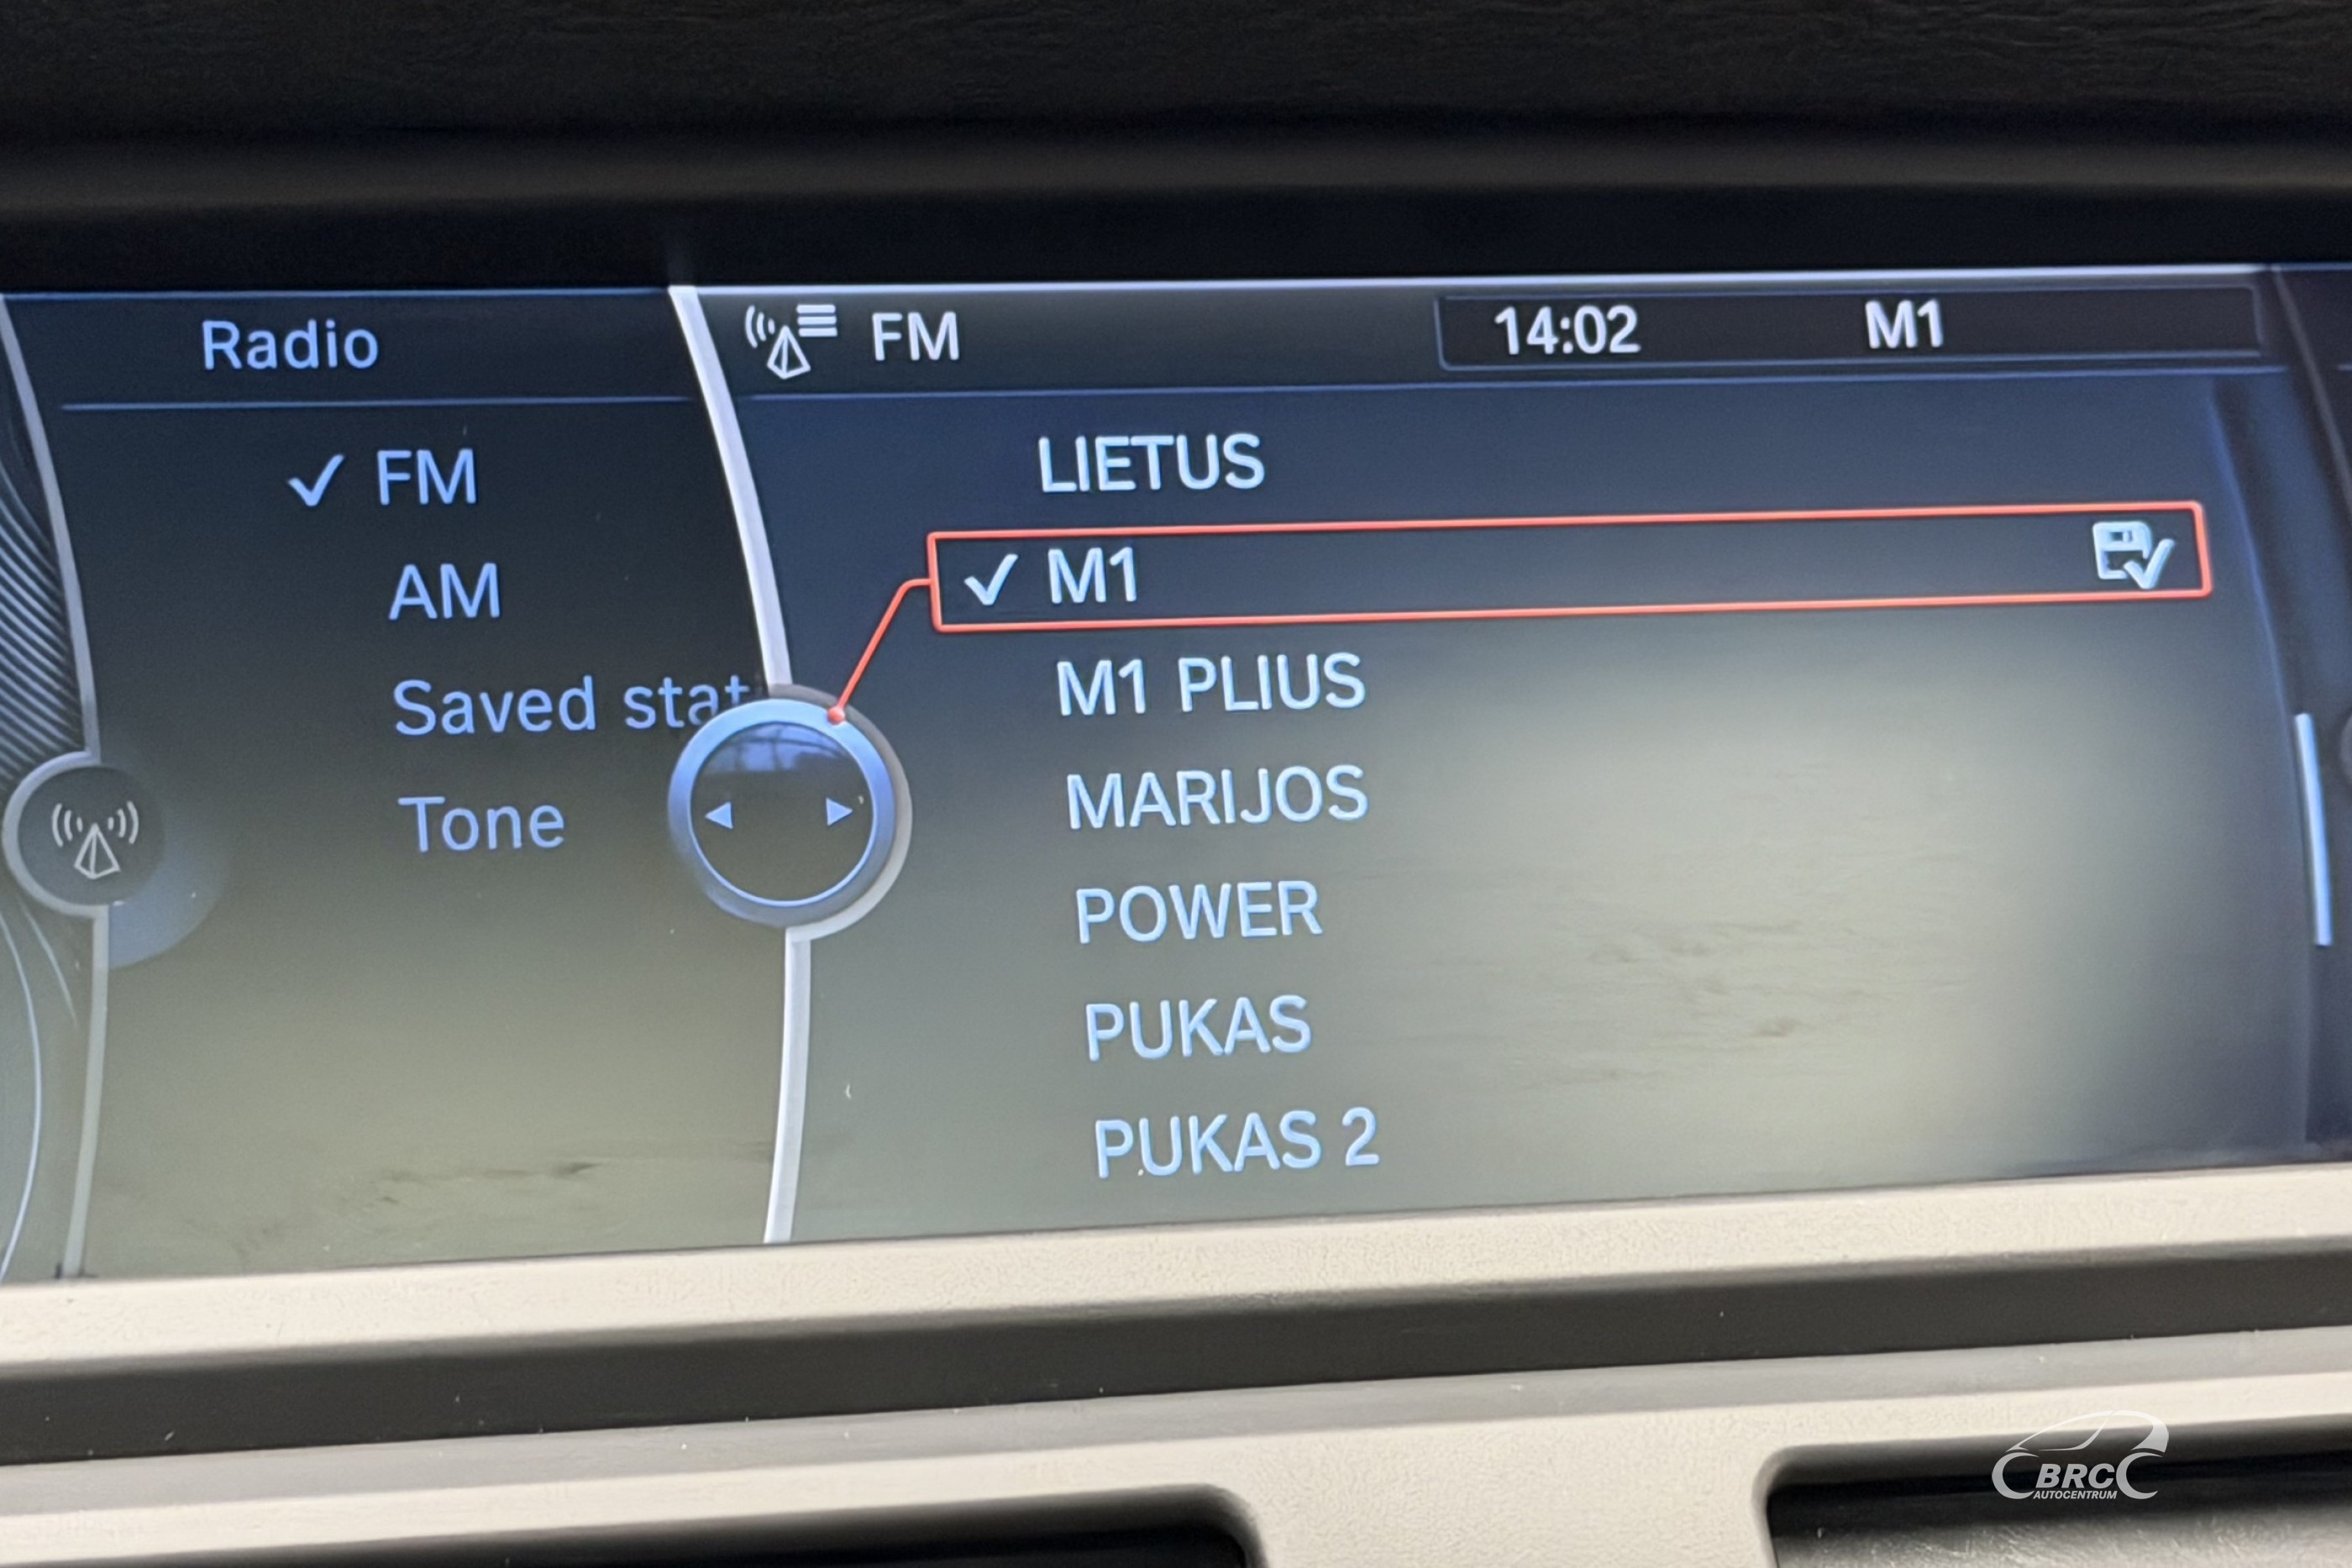 Radio
FM
AM
Saved stat
Tone
FM
14:02 M1
LIETUS
M1
M1 PLIUS
MARIJOS
POWER
PUKAS
PUKAS 2
BRC
AUTOCENTRUM